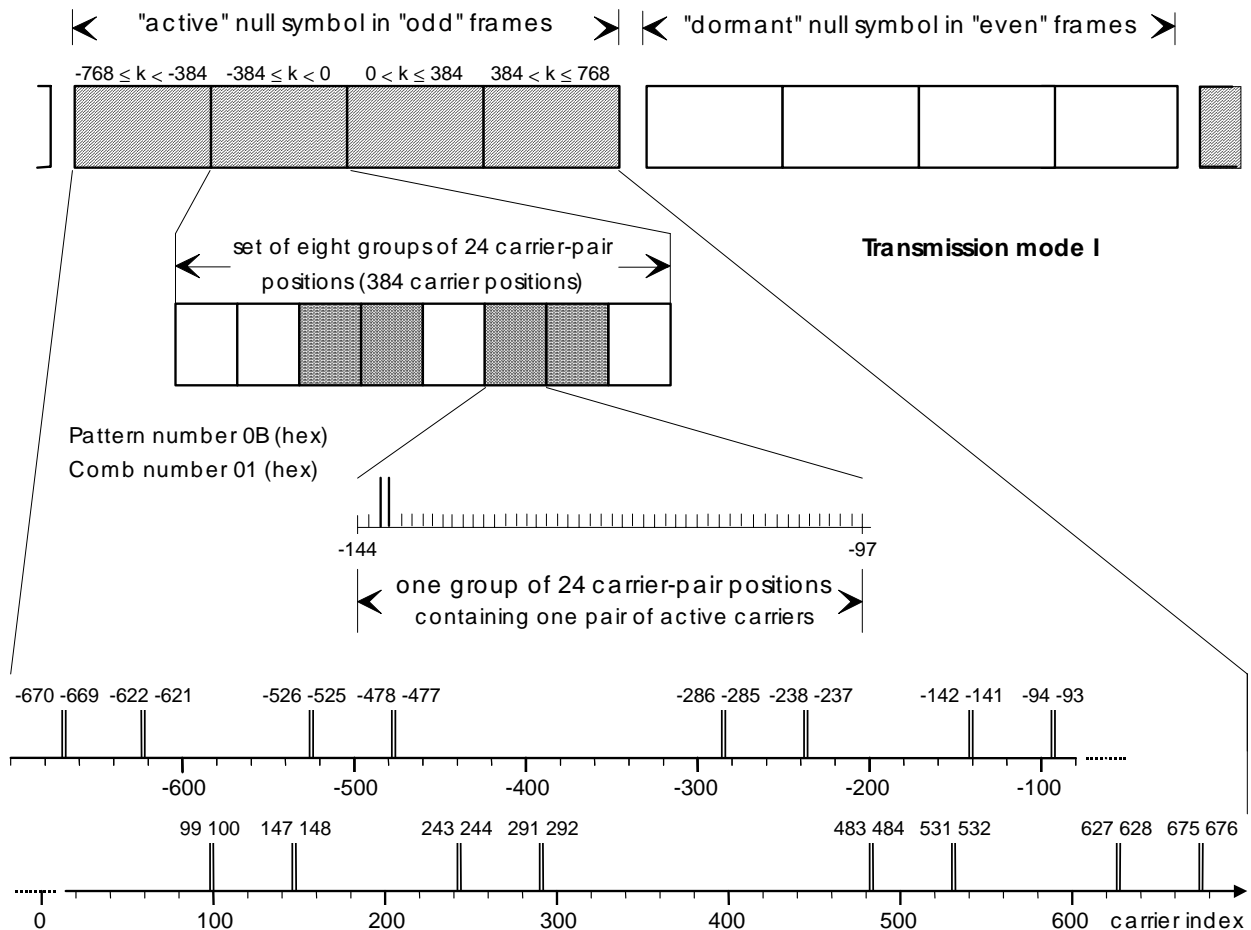 "active" null symbol in "odd" frames
"dormant" null symbol in "even" frames
-768 ≤ k < -384 -384 ≤ k < 0 0 < k ≤ 384 384 < k ≤ 768
set of eight groups of 24 carrier-pair
positions (384 carrier positions)
Transmission mode I
Pattern number 0B (hex)
Comb number 01 (hex)
-144 -97
one group of 24 carrier-pair positions
containing one pair of active carriers
-670 -669 -622 -621 -526 -525 -478 -477 -286 -285 -238 -237 -142 -141 -94 -93
-600 -500 -400 -300 -200 -100
99 100 147 148 243 244 291 292 483 484 531 532 627 628 675 676
0 100 200 300 400 500 600 carrier index